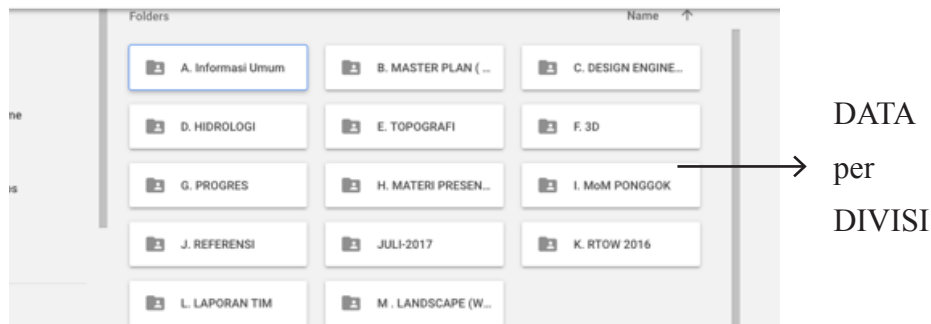 Folders Name
A. Informasi Umum B. MASTER PLAN ( ... C. DESIGN ENGINE...
ne
D. HIDROLOGI E. TOPOGRAFI F. 3D
G. PROGRES H. MATERI PRESEN... I. MoM PONGGOK
J. REFERENSI JULI-2017 K. RTOW 2016
L. LAPORAN TIM M . LANDSCAPE (W...
DATA
per
DIVISI